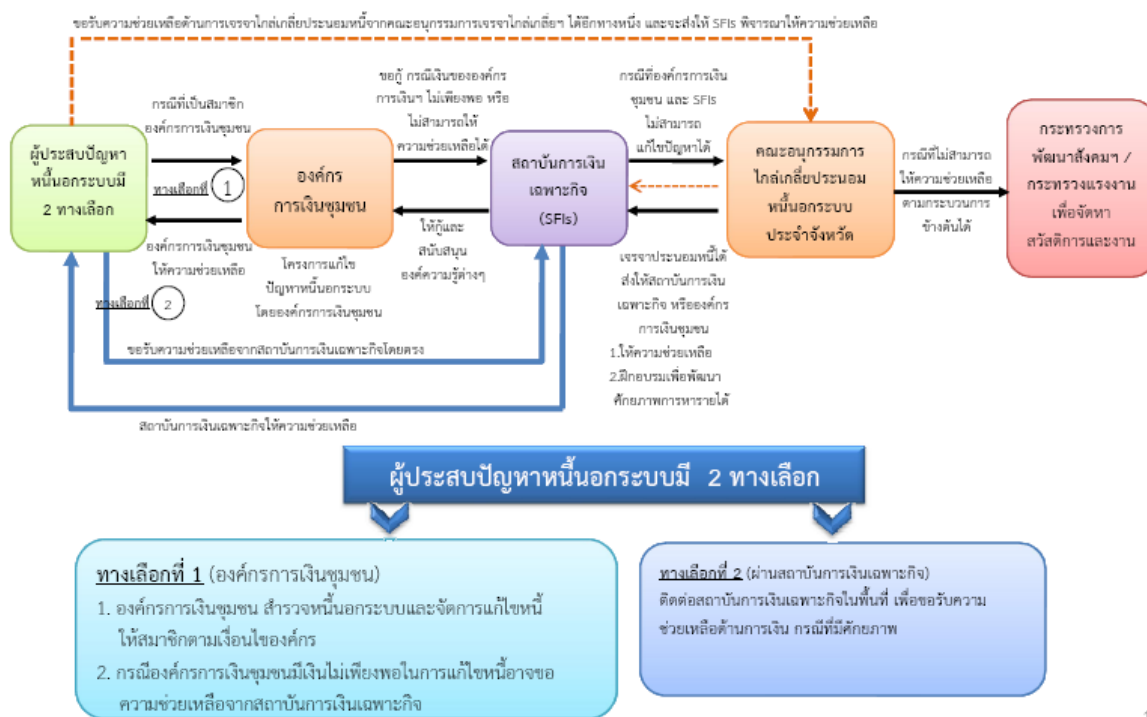 ขอรับความช่วยเหลือด้านการเจรจาไกล่เกลี่ยประนอมหนี้จากคณะอนุกรรมการเจรจาไกล่เกลี่ยฯ ได้อีกทางหนึ่ง และจะส่งให้ SFIs พิจารณาให้ความช่วยเหลือ
ผู้ประสบปัญหา
หนี้นอกระบบมี
2 ทางเลือก
กรณีที่เป็นสมาชิก
องค์กรการเงินชุมชน
ทางเลือกที่ 1
องค์กรการเงินชุมชน
ให้ความช่วยเหลือ
ทางเลือกที่ 2
องค์กร
การเงินชุมชน
โครงการแก้ไข
ปัญหาหนี้นอกระบบ
โดยองค์กรการเงินชุมชน
ขอกู้ กรณีเงินขององค์กร
การเงินฯ ไม่เพียงพอ หรือ
ไม่สามารถให้
ความช่วยเหลือได้
ให้กู้และ
สนับสนุน
องค์ความรู้ต่างๆ
สถาบันการเงิน
เฉพาะกิจ
(SFIs)
กรณีที่องค์กรการเงิน
ชุมชน และ SFIs
ไม่สามารถ
แก้ไขปัญหาได้
เจรจาประนอมหนี้ได้
ส่งให้สถาบันการเงิน
เฉพาะกิจ หรือองค์กร
การเงินชุมชน
1.ให้ความช่วยเหลือ
2.ฝึกอบรมเพื่อพัฒนา
ศักยภาพการหารายได้
คณะอนุกรรมการ
ไกล่เกลี่ยประนอม
หนี้นอกระบบ
ประจำจังหวัด
กรณีที่ไม่สามารถ
ให้ความช่วยเหลือ
ตามกระบวนการ
ข้างต้นได้
กระทรวงการ
พัฒนาสังคมฯ /
กระทรวงแรงงาน
เพื่อจัดหา
สวัสดิการและงาน
ขอรับความช่วยเหลือจากสถาบันการเงินเฉพาะกิจโดยตรง
สถาบันการเงินเฉพาะกิจให้ความช่วยเหลือ
ผู้ประสบปัญหาหนี้นอกระบบมี 2 ทางเลือก
ทางเลือกที่ 1 (องค์กรการเงินชุมชน)
1. องค์กรการเงินชุมชน สำรวจหนี้นอกระบบและจัดการแก้ไขหนี้
ให้สมาชิกตามเงื่อนไของค์กร
2. กรณีองค์กรการเงินชุมชนมีเงินไม่เพียงพอในการแก้ไขหนี้อาจขอ
ความช่วยเหลือจากสถาบันการเงินเฉพาะกิจ
ทางเลือกที่ 2 (ผ่านสถาบันการเงินเฉพาะกิจ)
ติดต่อสถาบันการเงินเฉพาะกิจในพื้นที่ เพื่อขอรับความ
ช่วยเหลือด้านการเงิน กรณีที่มีศักยภาพ